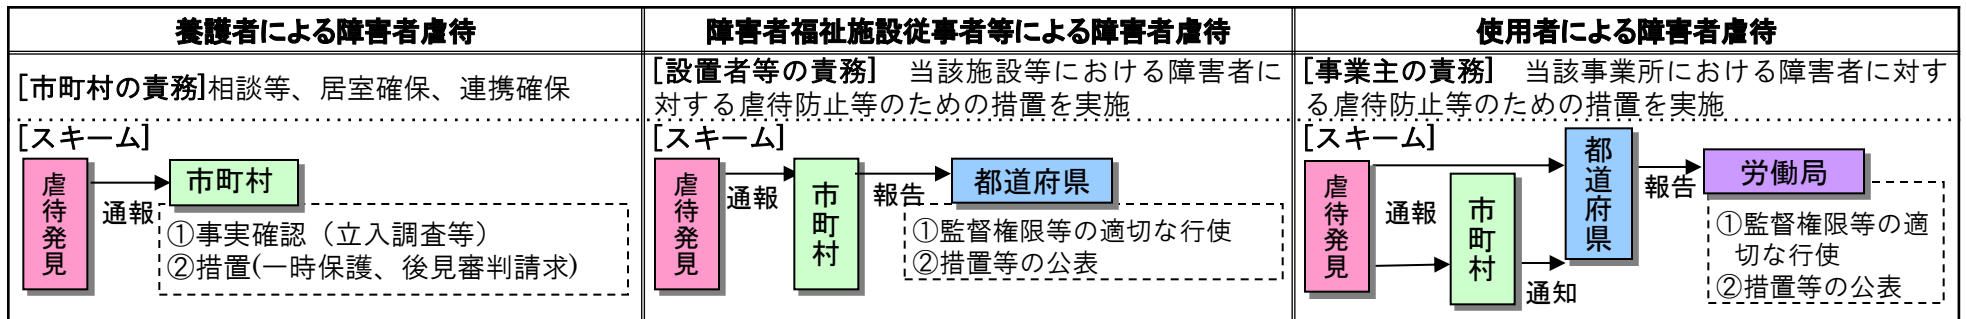 養護者による障害者虐待
[市町村の責務]相談等、居室確保、連携確保
[スキーム]
虐待発見
通報
市町村
①事実確認（立入調査等）
②措置(一時保護、後見審判請求)
障害者福祉施設従事者等による障害者虐待
[設置者等の責務]　当該施設等における障害者に
対する虐待防止等のための措置を実施
[スキーム]
虐待発見
通報
市町村
報告
都道府県
①監督権限等の適切な行使
②措置等の公表
使用者による障害者虐待
[事業主の責務]　当該事業所における障害者に対す
る虐待防止等のための措置を実施
[スキーム]
虐待発見
通報
市町村
通知
都道府県
報告
労働局
①監督権限等の適
切な行使
②措置等の公表